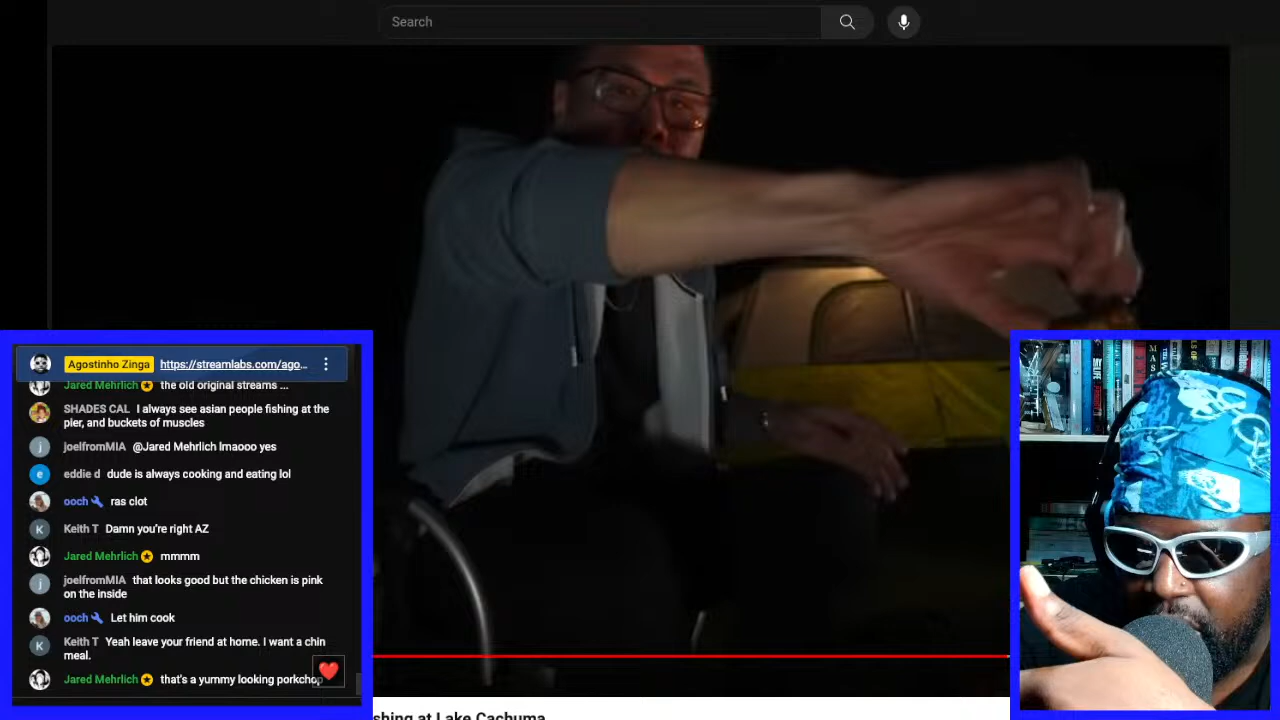 Search
Agostinho Zinga https://streamlabs.com/ago...
Jared Mehrlich the old original streams ...
SHADES CAL I always see asian people fishing at the
pier, and buckets of muscles
joelfromMIA @Jared Mehrlich lmaooo yes
eddie d dude is always cooking and eating lol
ooch ras clot
K Keith T Damn you're right AZ
Jared Mehrlich mmmm
joelfromMIA that looks good but the chicken is pink
on the inside
ooch Let him cook
K Keith T Yeah leave your friend at home. I want a chin
meal.
Jared Mehrlich that's a yummy looking porkchop
shing at Lake Cachuma